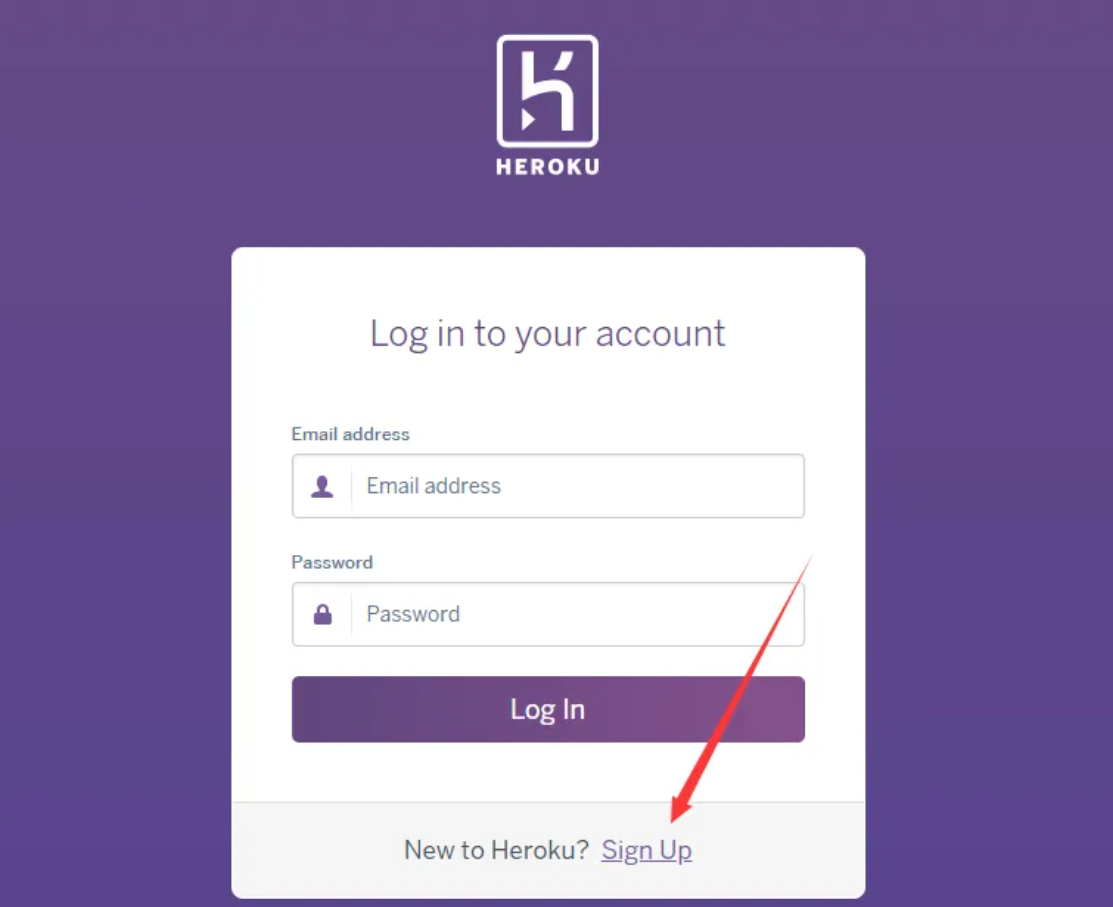 HEROKU
Log in to your account
Email address
Email address
Password
Password
Log In
New to Heroku? Sign Up